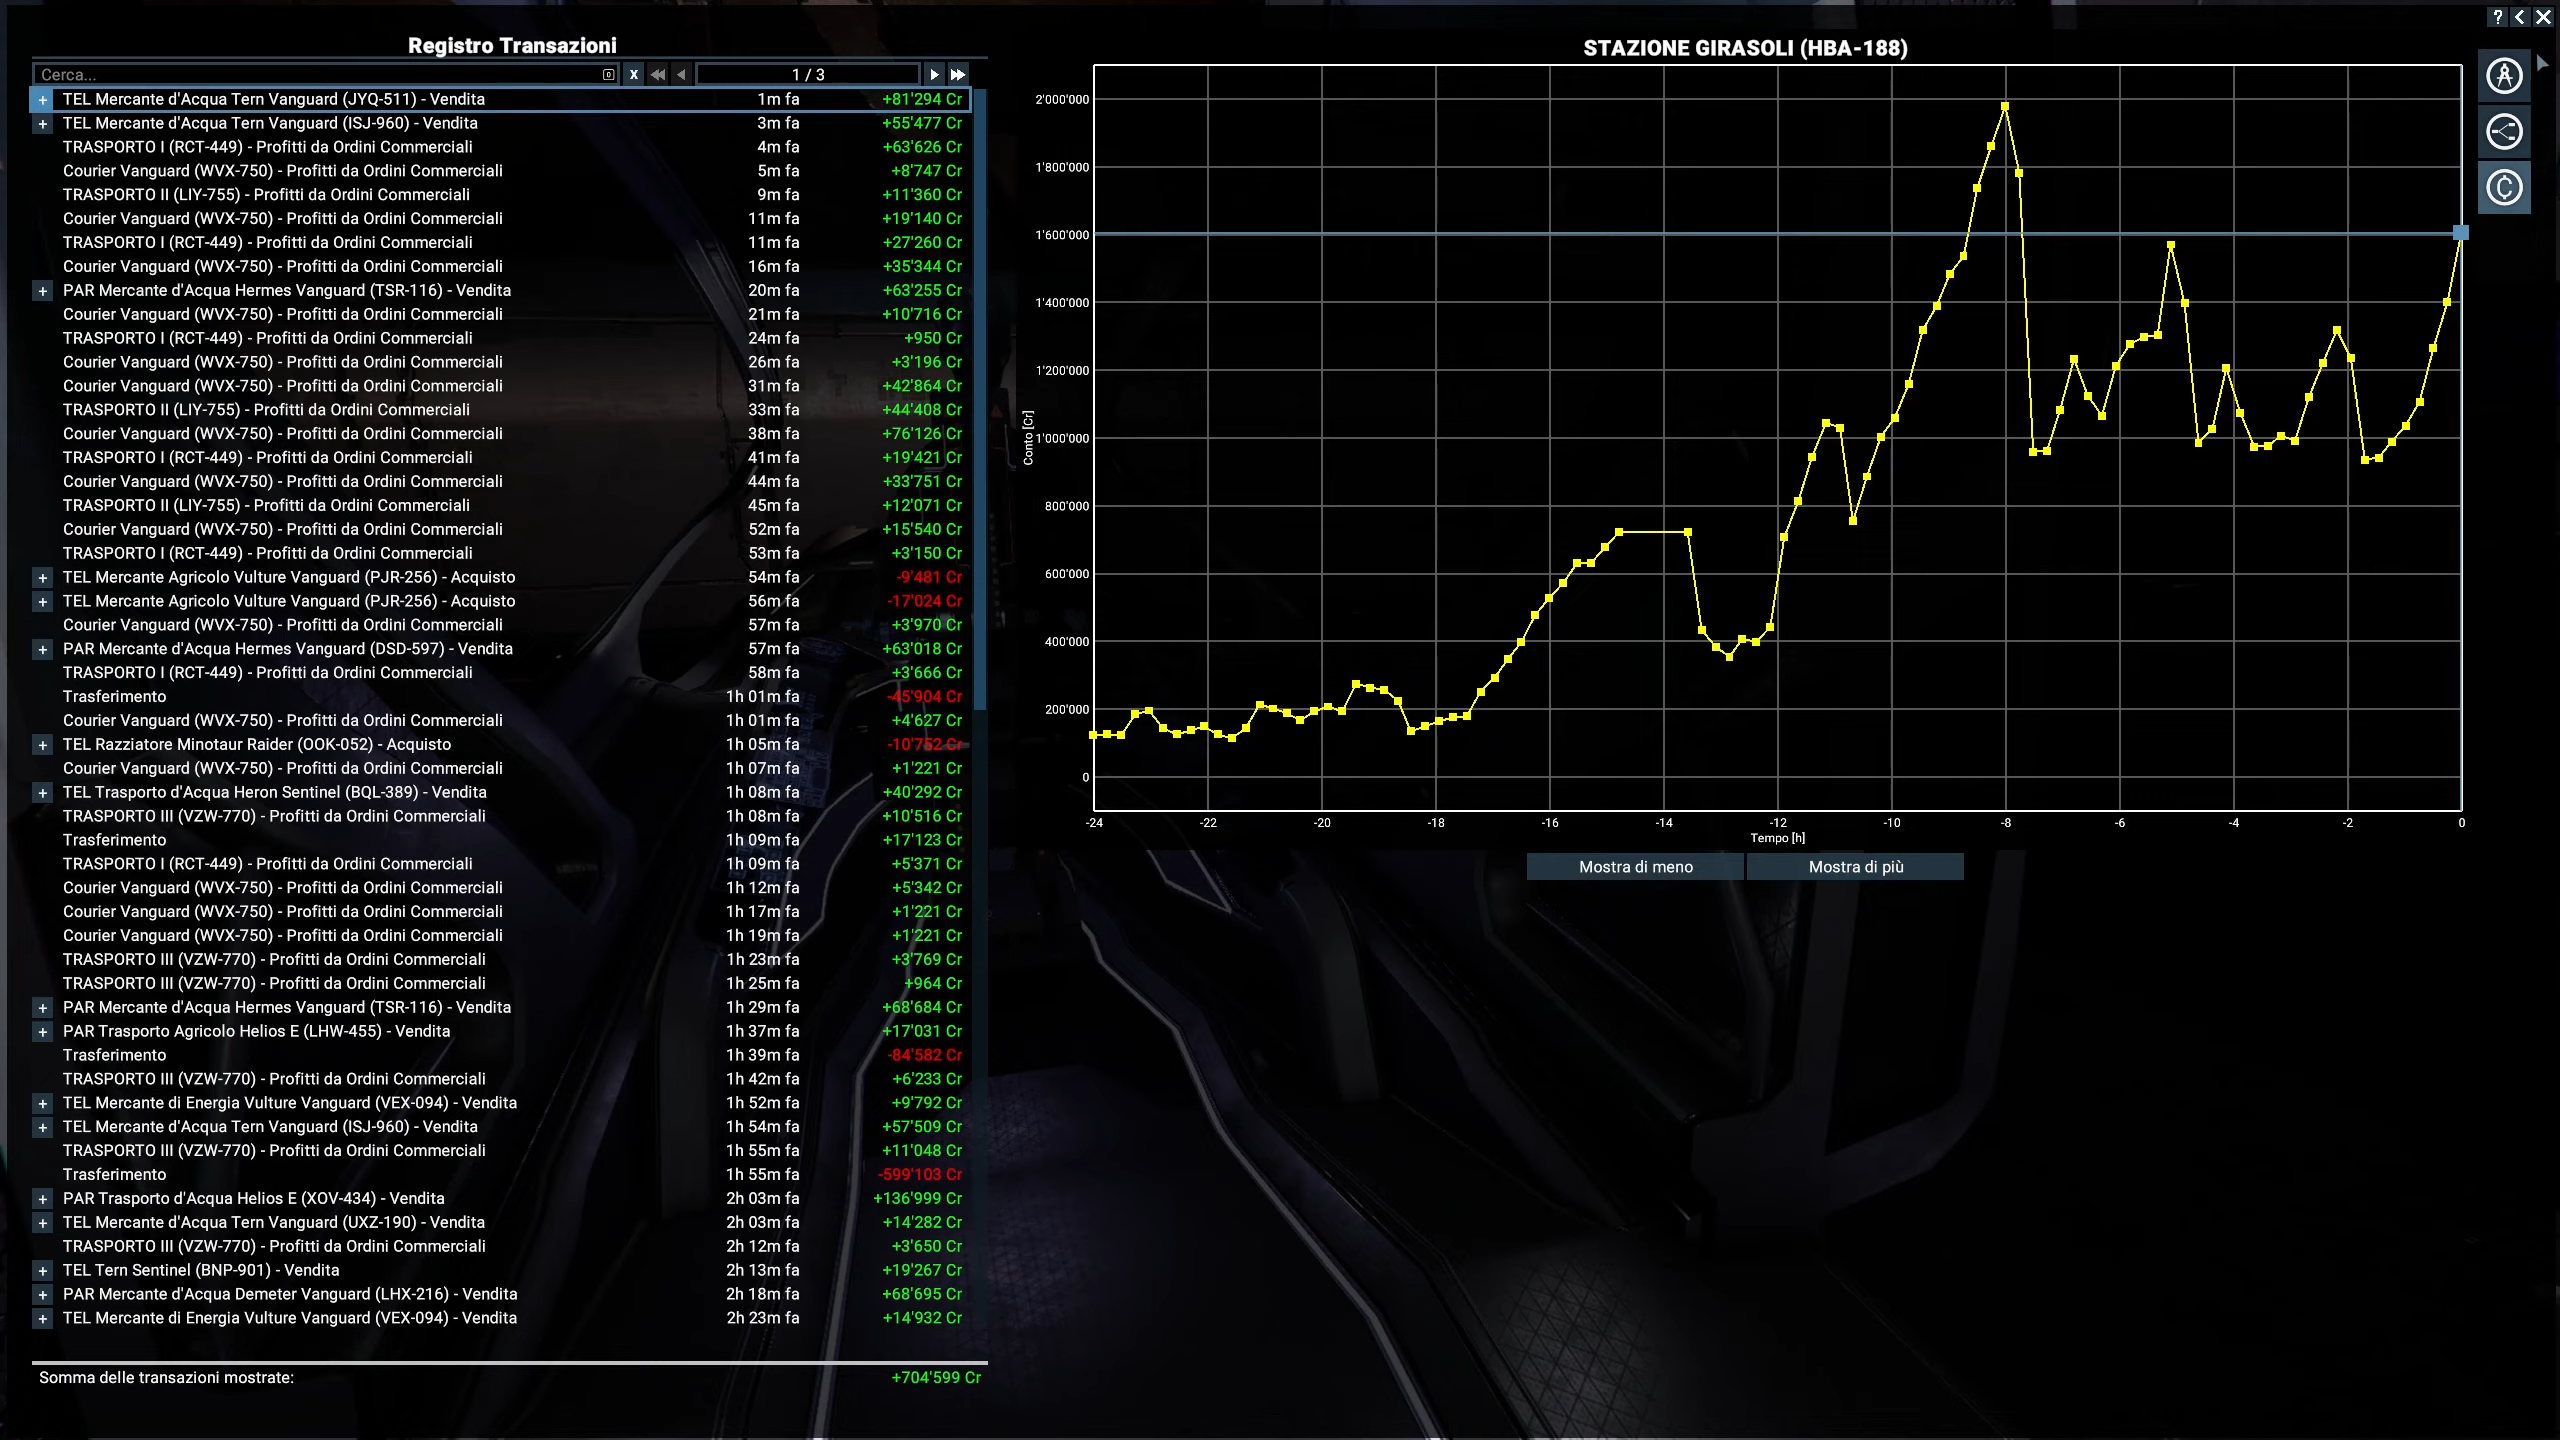 Registro Transazioni
Cerca...
x
1 / 3
+ TEL Mercante d'Acqua Tern Vanguard (JYQ-511) - Vendita 1m fa +81'294 Cr
+ TEL Mercante d'Acqua Tern Vanguard (ISJ-960) - Vendita 3m fa +55'477 Cr
TRASPORTO I (RCT-449) - Profitti da Ordini Commerciali 4m fa +63'626 Cr
Courier Vanguard (WVX-750) - Profitti da Ordini Commerciali 5m fa +8'747 Cr
TRASPORTO II (LIY-755) - Profitti da Ordini Commerciali 9m fa +11'360 Cr
Courier Vanguard (WVX-750) - Profitti da Ordini Commerciali 11m fa +19'140 Cr
TRASPORTO I (RCT-449) - Profitti da Ordini Commerciali 11m fa +27'260 Cr
Courier Vanguard (WVX-750) - Profitti da Ordini Commerciali 16m fa +35'344 Cr
+ PAR Mercante d'Acqua Hermes Vanguard (TSR-116) - Vendita 20m fa +63'255 Cr
Courier Vanguard (WVX-750) - Profitti da Ordini Commerciali 21m fa +10'716 Cr
TRASPORTO I (RCT-449) - Profitti da Ordini Commerciali 24m fa +950 Cr
Courier Vanguard (WVX-750) - Profitti da Ordini Commerciali 26m fa +3'196 Cr
Courier Vanguard (WVX-750) - Profitti da Ordini Commerciali 31m fa +42'864 Cr
TRASPORTO II (LIY-755) - Profitti da Ordini Commerciali 33m fa +44'408 Cr
Courier Vanguard (WVX-750) - Profitti da Ordini Commerciali 38m fa +76'126 Cr
TRASPORTO I (RCT-449) - Profitti da Ordini Commerciali 41m fa +19'421 Cr
Courier Vanguard (WVX-750) - Profitti da Ordini Commerciali 44m fa +33'751 Cr
TRASPORTO II (LIY-755) - Profitti da Ordini Commerciali 45m fa +12'071 Cr
Courier Vanguard (WVX-750) - Profitti da Ordini Commerciali 52m fa +15'540 Cr
TRASPORTO I (RCT-449) - Profitti da Ordini Commerciali 53m fa +3'150 Cr
+ TEL Mercante Agricolo Vulture Vanguard (PJR-256) - Acquisto 54m fa -9'481 Cr
+ TEL Mercante Agricolo Vulture Vanguard (PJR-256) - Acquisto 56m fa -17'024 Cr
Courier Vanguard (WVX-750) - Profitti da Ordini Commerciali 57m fa +3'970 Cr
+ PAR Mercante d'Acqua Hermes Vanguard (DSD-597) - Vendita 57m fa +63'018 Cr
TRASPORTO I (RCT-449) - Profitti da Ordini Commerciali 58m fa +3'666 Cr
Trasferimento 1h 01m fa -45'904 Cr
Courier Vanguard (WVX-750) - Profitti da Ordini Commerciali 1h 01m fa +4'627 Cr
+ TEL Razziatore Minotaur Raider (OOK-052) - Acquisto 1h 05m fa -10'752 Cr
Courier Vanguard (WVX-750) - Profitti da Ordini Commerciali 1h 07m fa +1'221 Cr
+ TEL Trasporto d'Acqua Heron Sentinel (BQL-389) - Vendita 1h 08m fa +40'292 Cr
TRASPORTO III (VZW-770) - Profitti da Ordini Commerciali 1h 08m fa +10'516 Cr
Trasferimento 1h 09m fa +17'123 Cr
TRASPORTO I (RCT-449) - Profitti da Ordini Commerciali 1h 09m fa +5'371 Cr
Courier Vanguard (WVX-750) - Profitti da Ordini Commerciali 1h 12m fa +5'342 Cr
Courier Vanguard (WVX-750) - Profitti da Ordini Commerciali 1h 17m fa +1'221 Cr
Courier Vanguard (WVX-750) - Profitti da Ordini Commerciali 1h 19m fa +1'221 Cr
TRASPORTO III (VZW-770) - Profitti da Ordini Commerciali 1h 23m fa +3'769 Cr
TRASPORTO III (VZW-770) - Profitti da Ordini Commerciali 1h 25m fa +964 Cr
+ PAR Mercante d'Acqua Hermes Vanguard (TSR-116) - Vendita 1h 29m fa +68'684 Cr
+ PAR Trasporto Agricolo Helios E (LHW-455) - Vendita 1h 37m fa +17'031 Cr
Trasferimento 1h 39m fa -84'582 Cr
TRASPORTO III (VZW-770) - Profitti da Ordini Commerciali 1h 42m fa +6'233 Cr
+ TEL Mercante di Energia Vulture Vanguard (VEX-094) - Vendita 1h 52m fa +9'792 Cr
+ TEL Mercante d'Acqua Tern Vanguard (ISJ-960) - Vendita 1h 54m fa +57'509 Cr
TRASPORTO III (VZW-770) - Profitti da Ordini Commerciali 1h 55m fa +11'048 Cr
Trasferimento 1h 55m fa -599'103 Cr
+ PAR Trasporto d'Acqua Helios E (XOV-434) - Vendita 2h 03m fa +136'999 Cr
+ TEL Mercante d'Acqua Tern Vanguard (UXZ-190) - Vendita 2h 03m fa +14'282 Cr
TRASPORTO III (VZW-770) - Profitti da Ordini Commerciali 2h 12m fa +3'650 Cr
+ TEL Tern Sentinel (BNP-901) - Vendita 2h 13m fa +19'267 Cr
+ PAR Mercante d'Acqua Demeter Vanguard (LHX-216) - Vendita 2h 18m fa +68'695 Cr
+ TEL Mercante di Energia Vulture Vanguard (VEX-094) - Vendita 2h 23m fa +14'932 Cr
Somma delle transazioni mostrate: +704'599 Cr
STAZIONE GIRASOLI (HBA-188)
2'000'000
1'800'000
1'600'000
1'400'000
1'200'000
1'000'000
800'000
600'000
400'000
200'000
0
Conto [Cr]
-24 -22 -20 -18 -16 -14 -12 -10 -8 -6 -4 -2 0
Tempo [h]
Mostra di meno Mostra di più
?